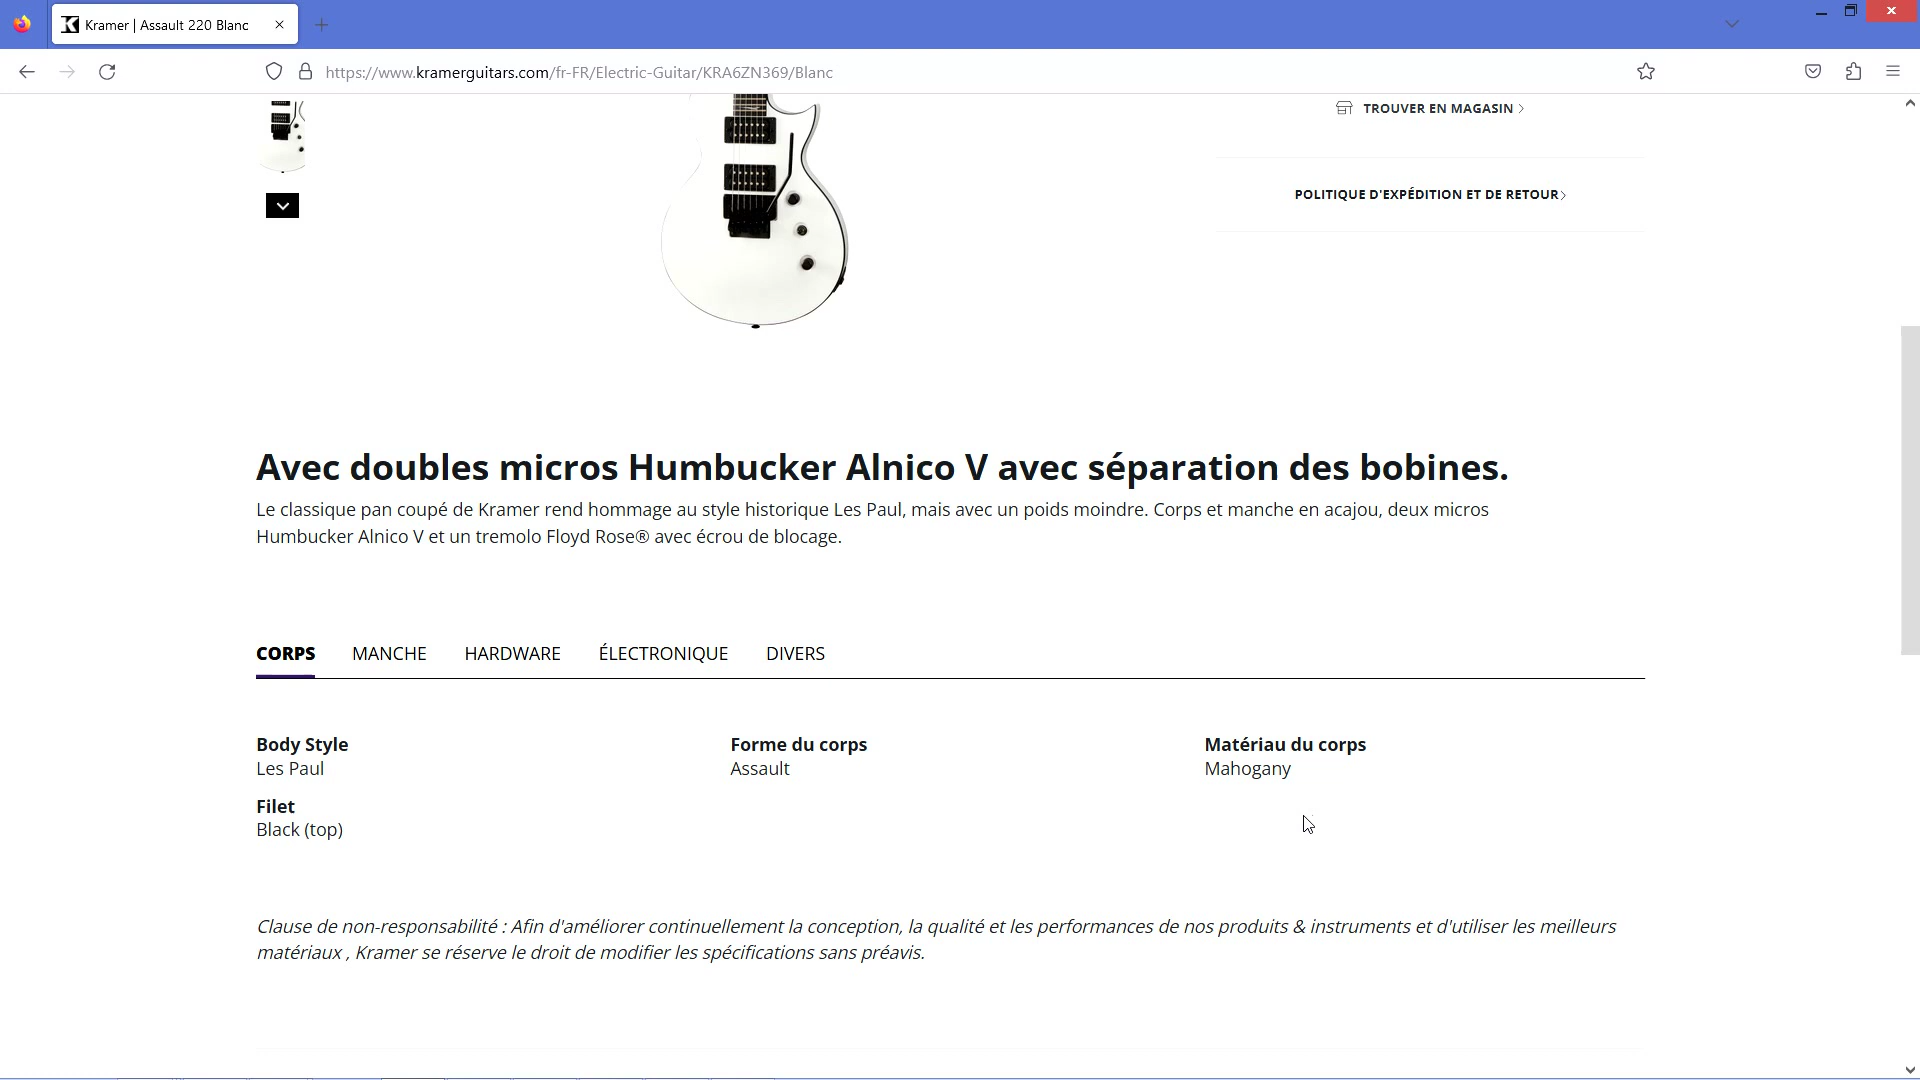 Kramer | Assault 220 Blanc
https://www.kramerguitars.com/fr-FR/Electric-Guitar/KRA6ZN369/Blanc
TROUVER EN MAGASIN
POLITIQUE D'EXPÉDITION ET DE RETOUR
Avec doubles micros Humbucker Alnico V avec séparation des bobines.
Le classique pan coupé de Kramer rend hommage au style historique Les Paul, mais avec un poids moindre. Corps et manche en acajou, deux micros
Humbucker Alnico V et un tremolo Floyd Rose® avec écrou de blocage.
CORPS MANCHE HARDWARE ÉLECTRONIQUE DIVERS
Body Style Forme du corps Matériau du corps
Les Paul Assault Mahogany
Filet
Black (top)
Clause de non-responsabilité : Afin d'améliorer continuellement la conception, la qualité et les performances de nos produits & instruments et d'utiliser les meilleurs
matériaux , Kramer se réserve le droit de modifier les spécifications sans préavis.